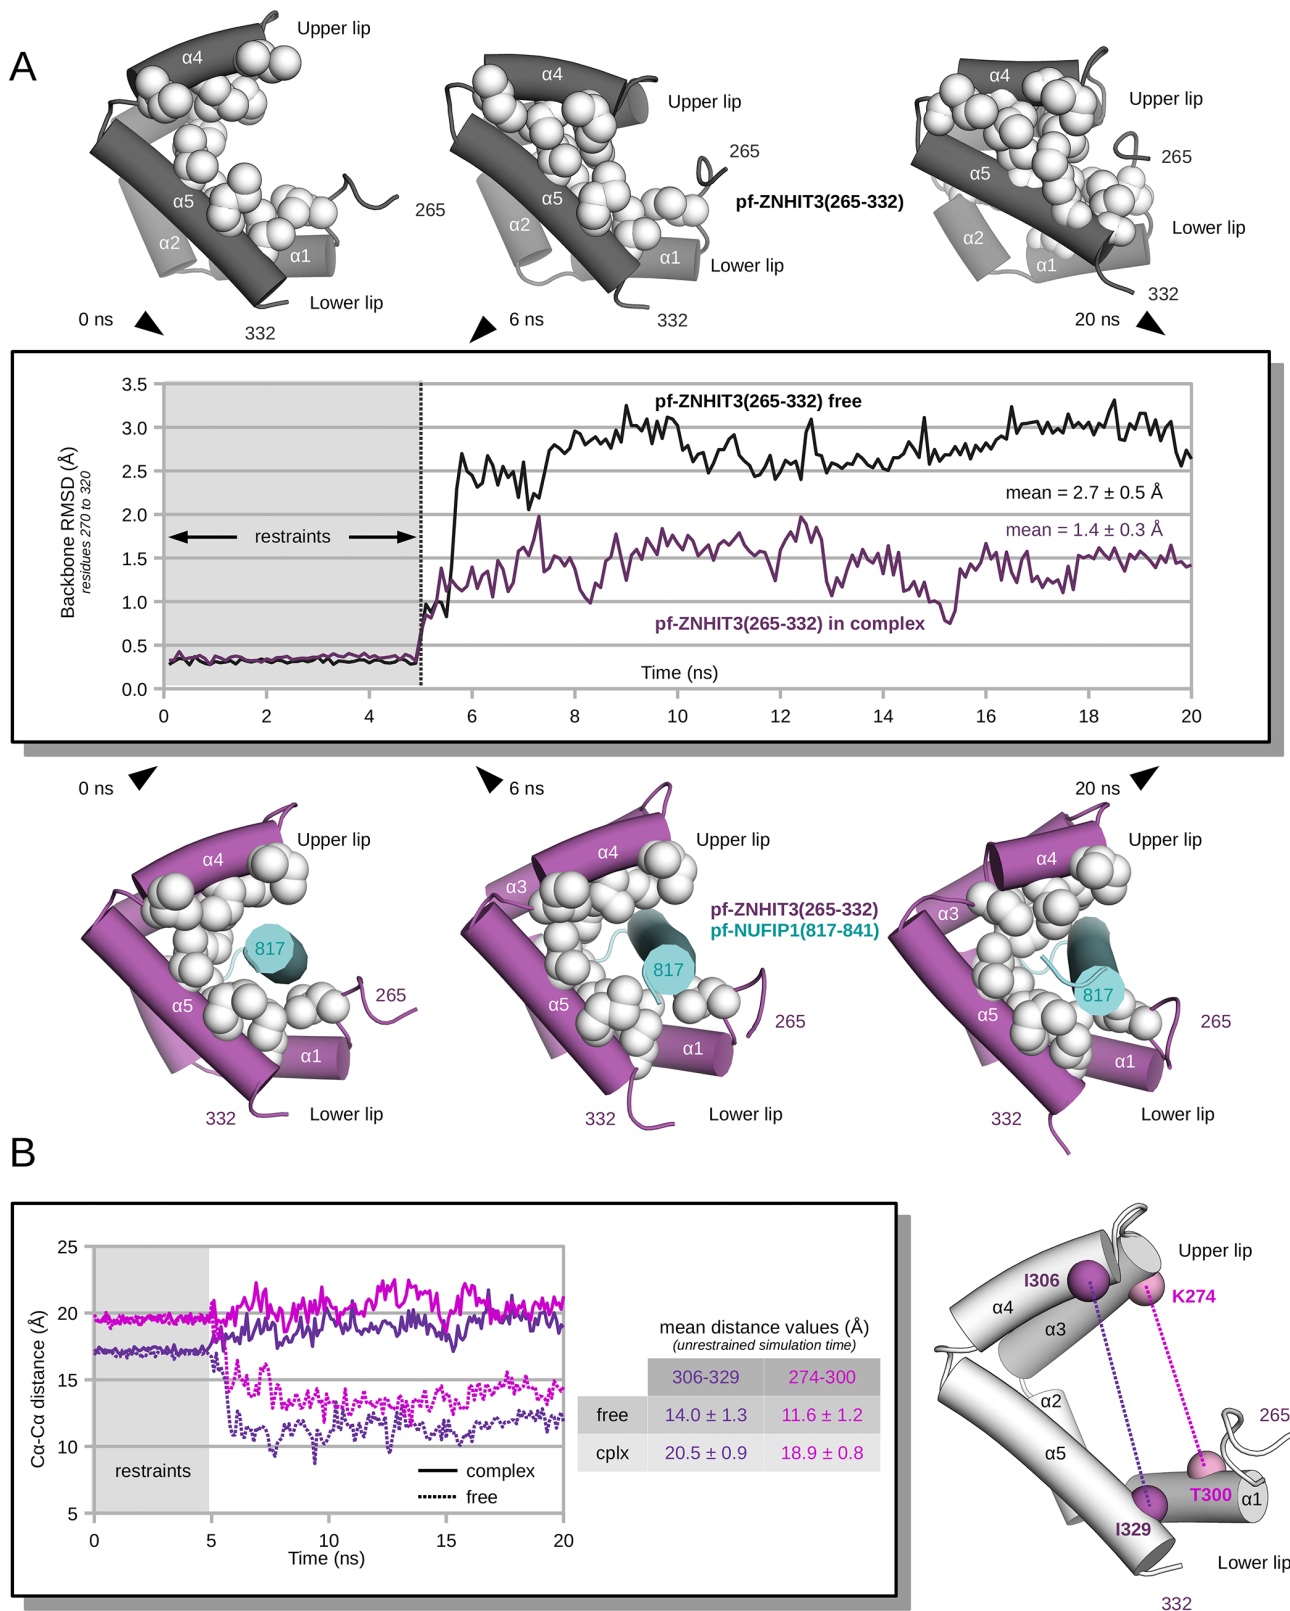 A
Upper lip
α4
α5
α2
α1
265
Lower lip
332
0 ns
α4
Upper lip
265
α5
α2
α1
pf-ZNHIT3(265-332)
Lower lip
332
6 ns
α4
Upper lip
265
α5
α2
α1
Lower lip
332
20 ns
Backbone RMSD (Å)
residues 270 to 320
3.5
3.0
2.5
2.0
1.5
1.0
0.5
0.0
pf-ZNHIT3(265-332) free
mean = 2.7 ± 0.5 Å
mean = 1.4 ± 0.3 Å
restraints
pf-ZNHIT3(265-332) in complex
Time (ns)
0 2 4 6 8 10 12 14 16 18 20
0 ns
6 ns
20 ns
Upper lip
α4
817
α5
265
α1
332
Lower lip
Upper lip
α4
α3
pf-ZNHIT3(265-332)
pf-NUFIP1(817-841)
817
α5
265
α1
332
Lower lip
Upper lip
α4
α3
817
α5
265
α1
332
Lower lip
B
Cα-Cα distance (Å)
25
20
15
10
5
restraints
complex
free
0 5 10 15 20
Time (ns)
mean distance values (Å)
(unrestrained simulation time)
306-329 274-300
free 14.0 ± 1.3 11.6 ± 1.2
cplx 20.5 ± 0.9 18.9 ± 0.8
Upper lip
I306
K274
α4
α3
α2
α5
265
T300
α1
I329
Lower lip
332